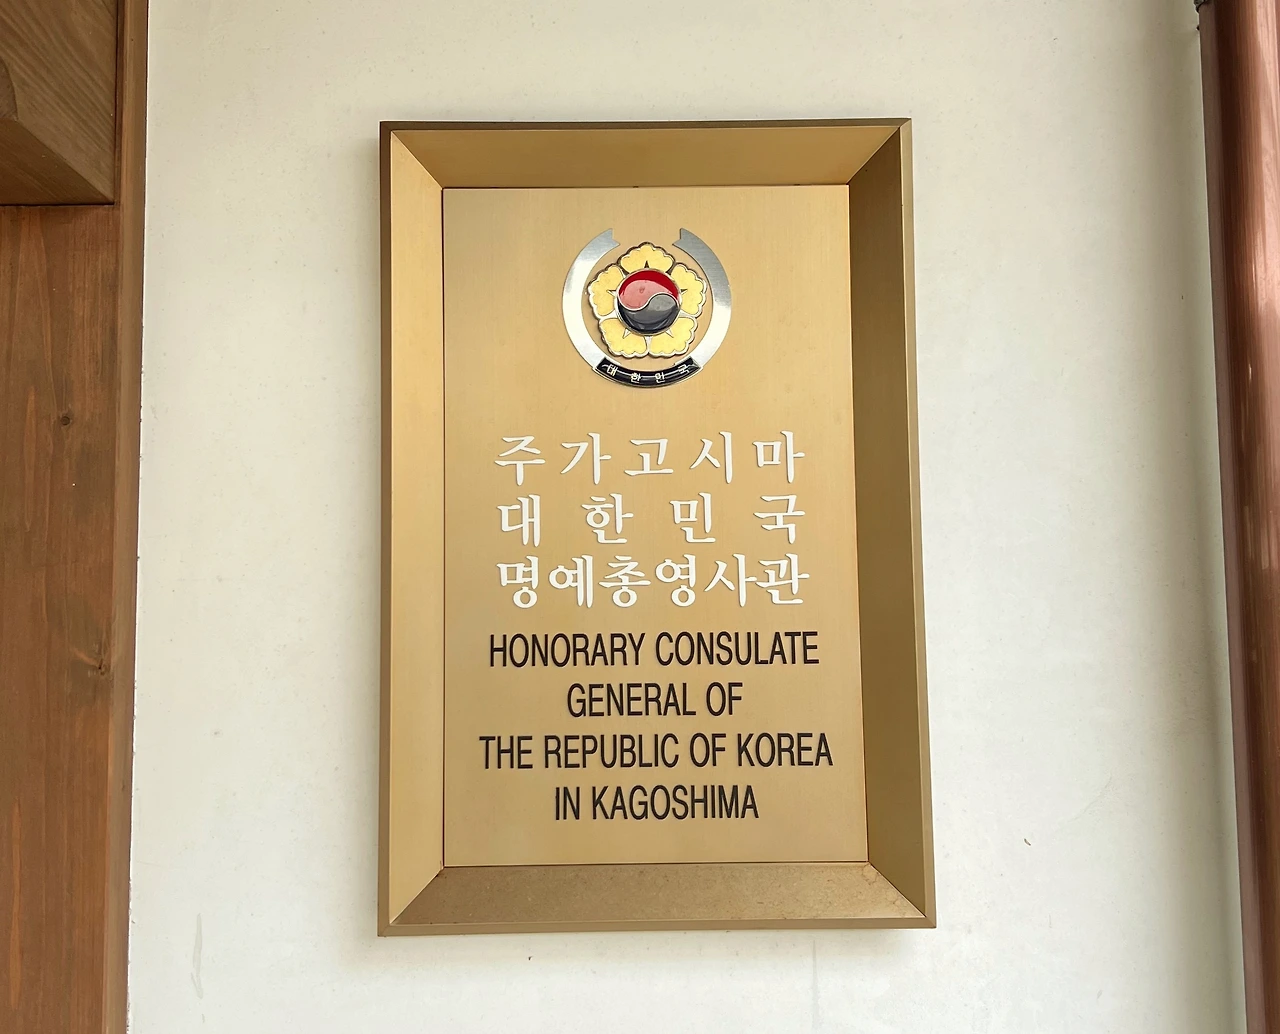 대한민국
주가고시마
대한민국
명예총영사관
HONORARY CONSULATE
GENERAL OF
THE REPUBLIC OF KOREA
IN KAGOSHIMA